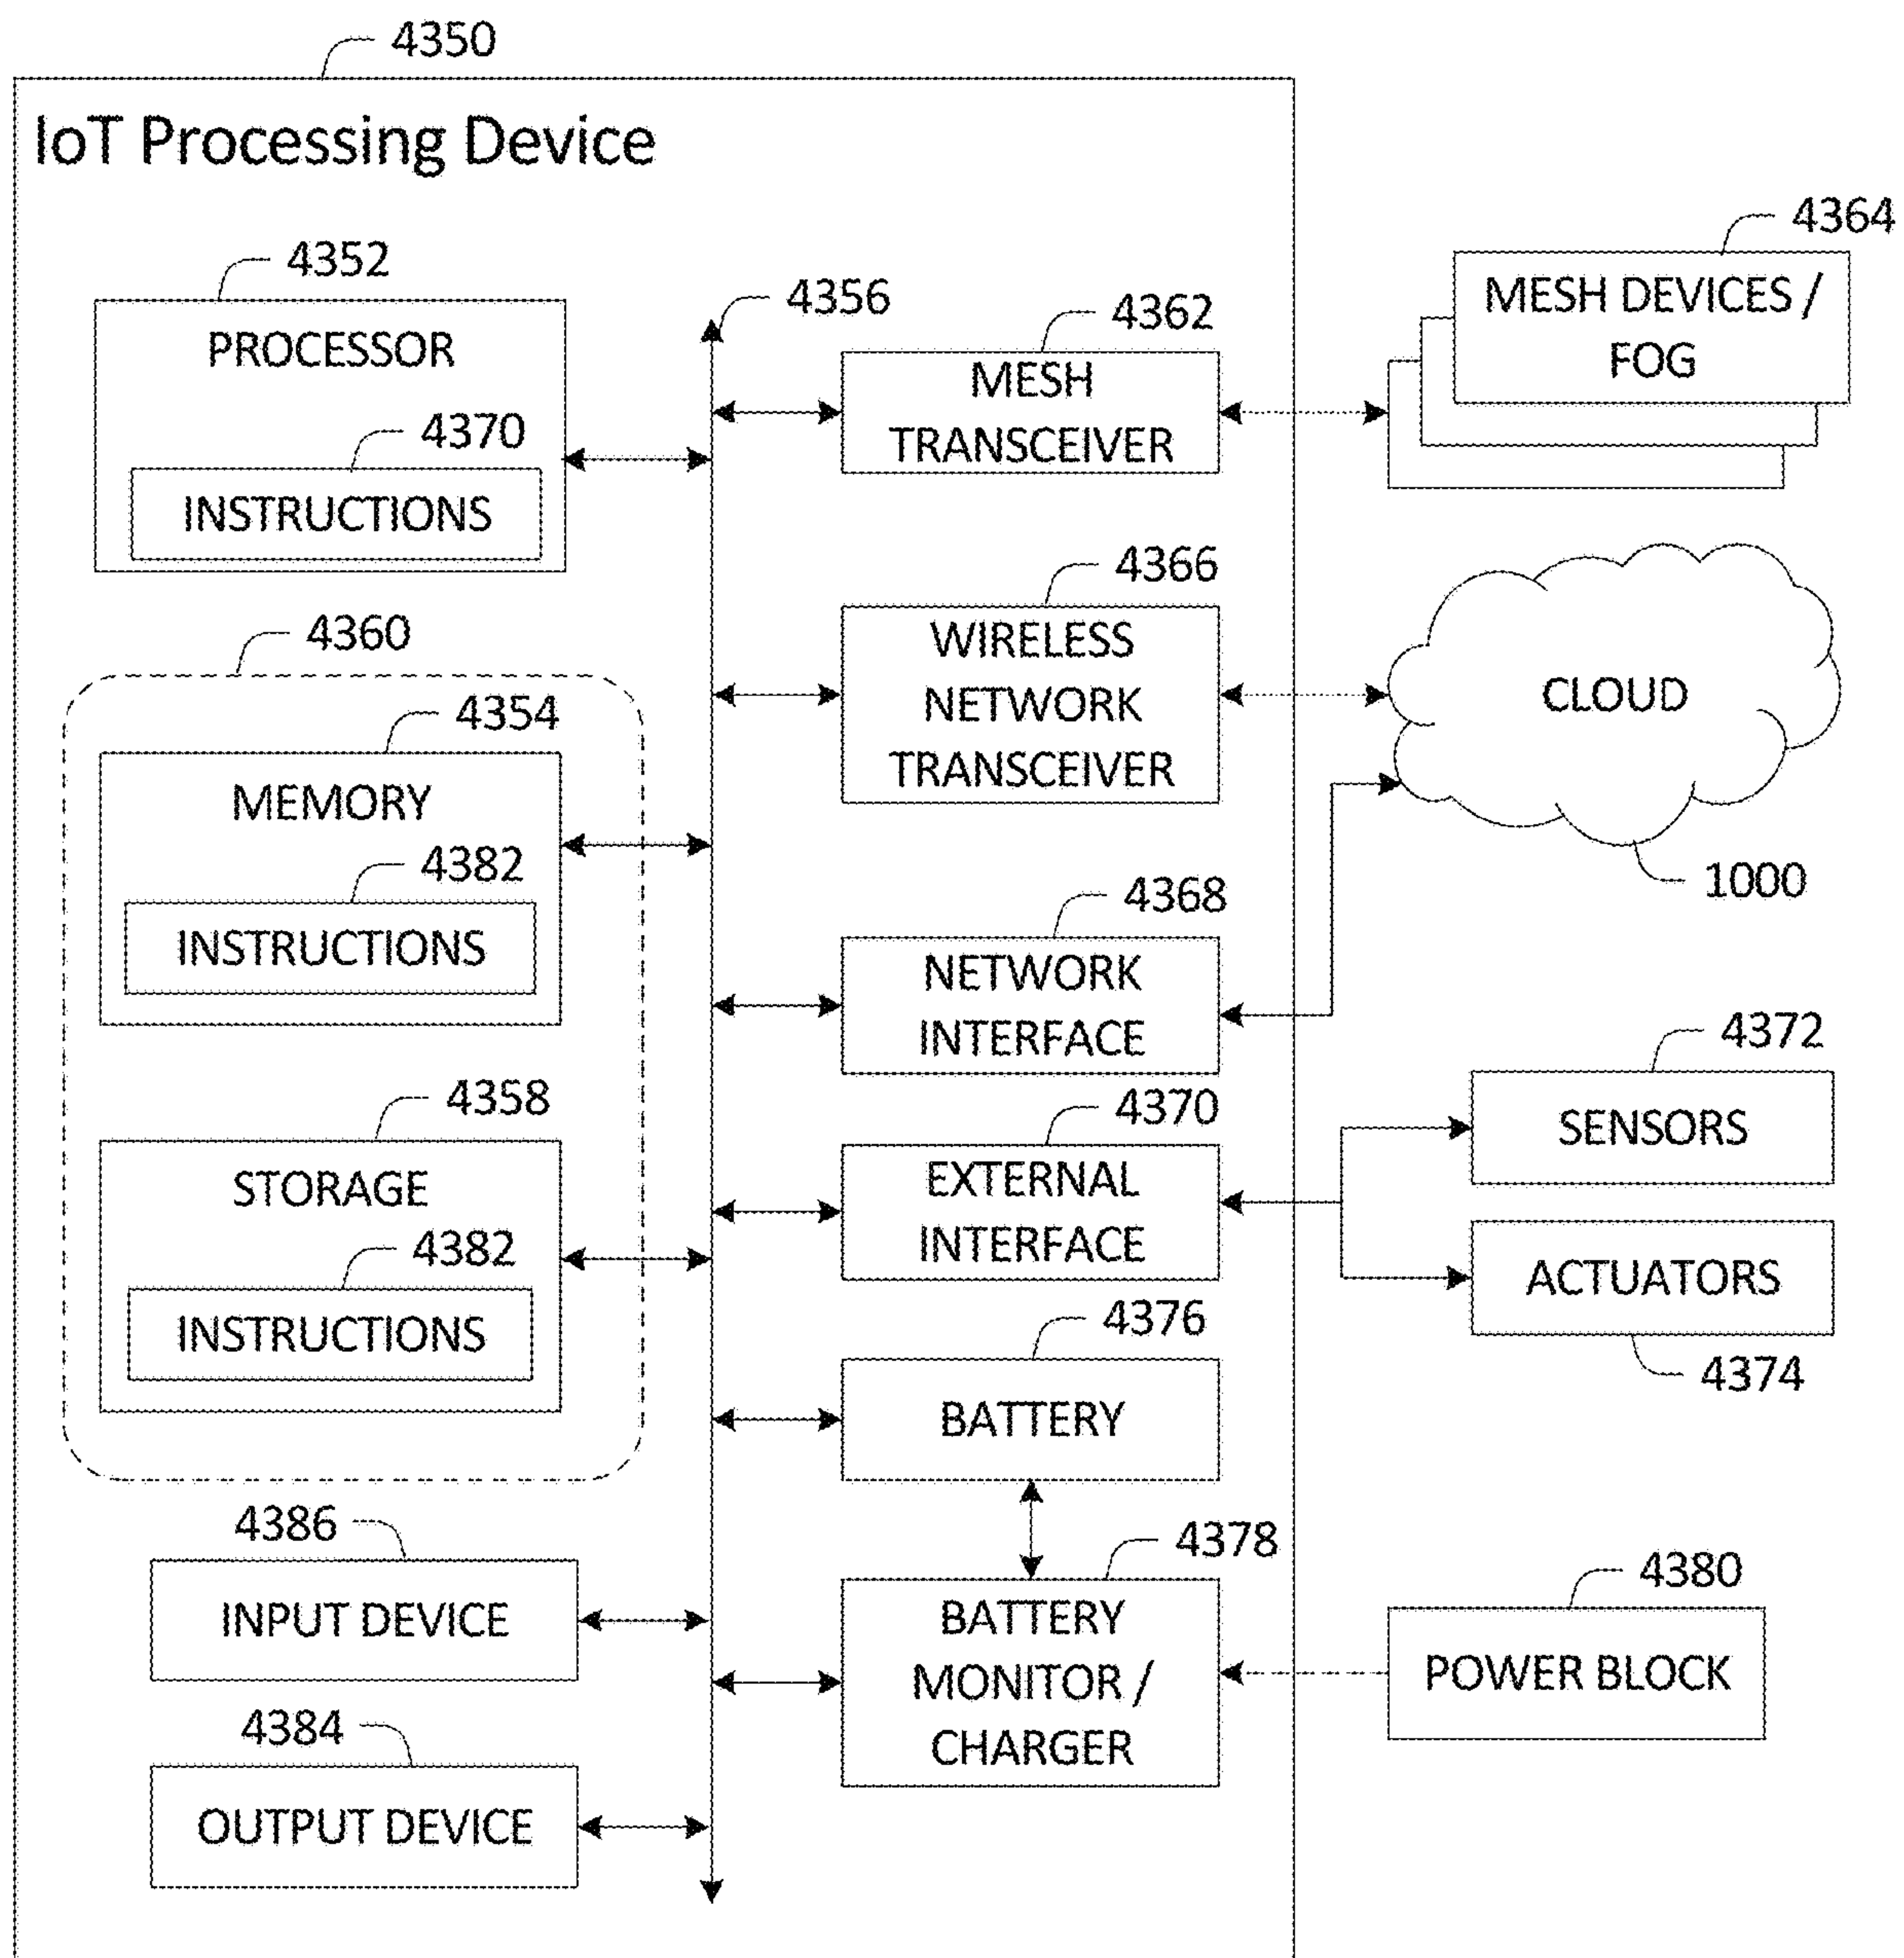 4350
IoT Processing Device
4352
PROCESSOR
4370
INSTRUCTIONS
4360
4354
MEMORY
4382
INSTRUCTIONS
4358
STORAGE
4382
INSTRUCTIONS
4386
INPUT DEVICE
4384
OUTPUT DEVICE
4356
4362
MESH
TRANSCEIVER
4366
WIRELESS
NETWORK
TRANSCEIVER
4368
NETWORK
INTERFACE
4370
EXTERNAL
INTERFACE
4376
BATTERY
4378
BATTERY
MONITOR /
CHARGER
4364
MESH DEVICES /
FOG
CLOUD
1000
4372
SENSORS
ACTUATORS
4374
4380
POWER BLOCK